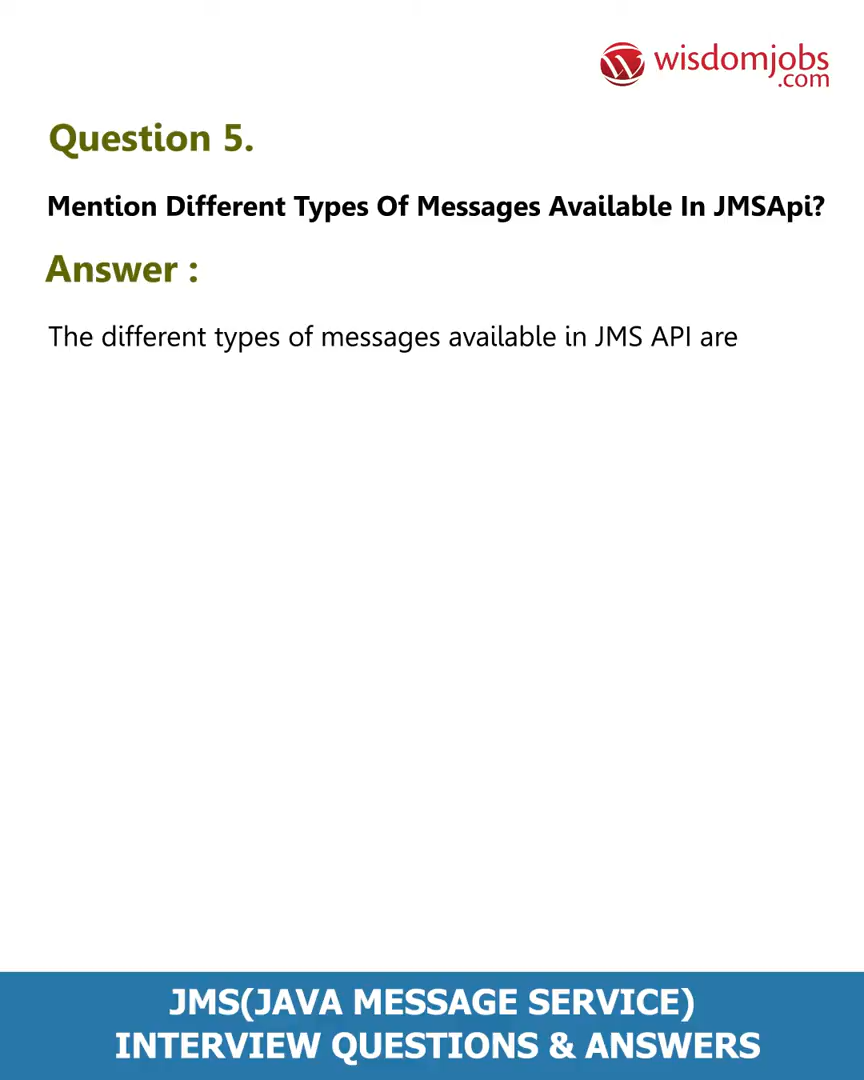 wisdomjobs
.com
Question 5.
Mention Different Types Of Messages Available In JMSApi?
Answer :
The different types of messages available in JMS API are
JMS(JAVA MESSAGE SERVICE)
INTERVIEW QUESTIONS & ANSWERS